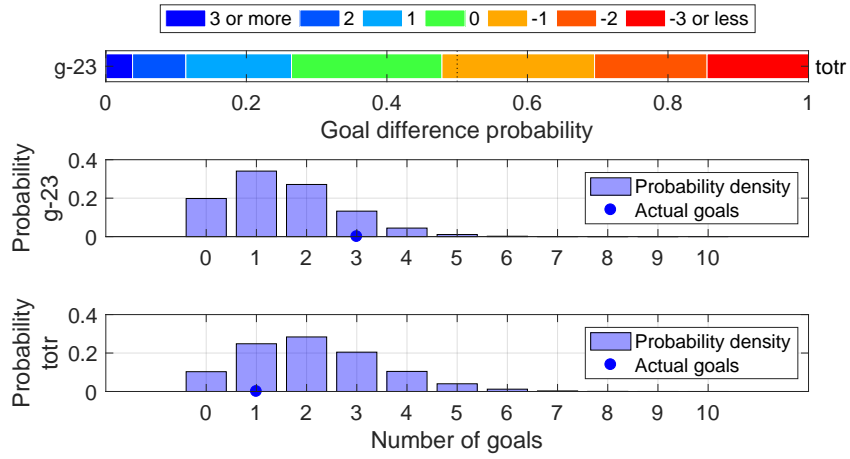 3 or more 2 1 0 -1 -2 -3 or less
g-23 totr
0 0.2 0.4 0.6 0.8 1
Goal difference probability
Probability
g-23
0.4
0.2
0
Probability density
Actual goals
0 1 2 3 4 5 6 7 8 9 10
Probability
totr
0.4
0.2
0
Probability density
Actual goals
0 1 2 3 4 5 6 7 8 9 10
Number of goals